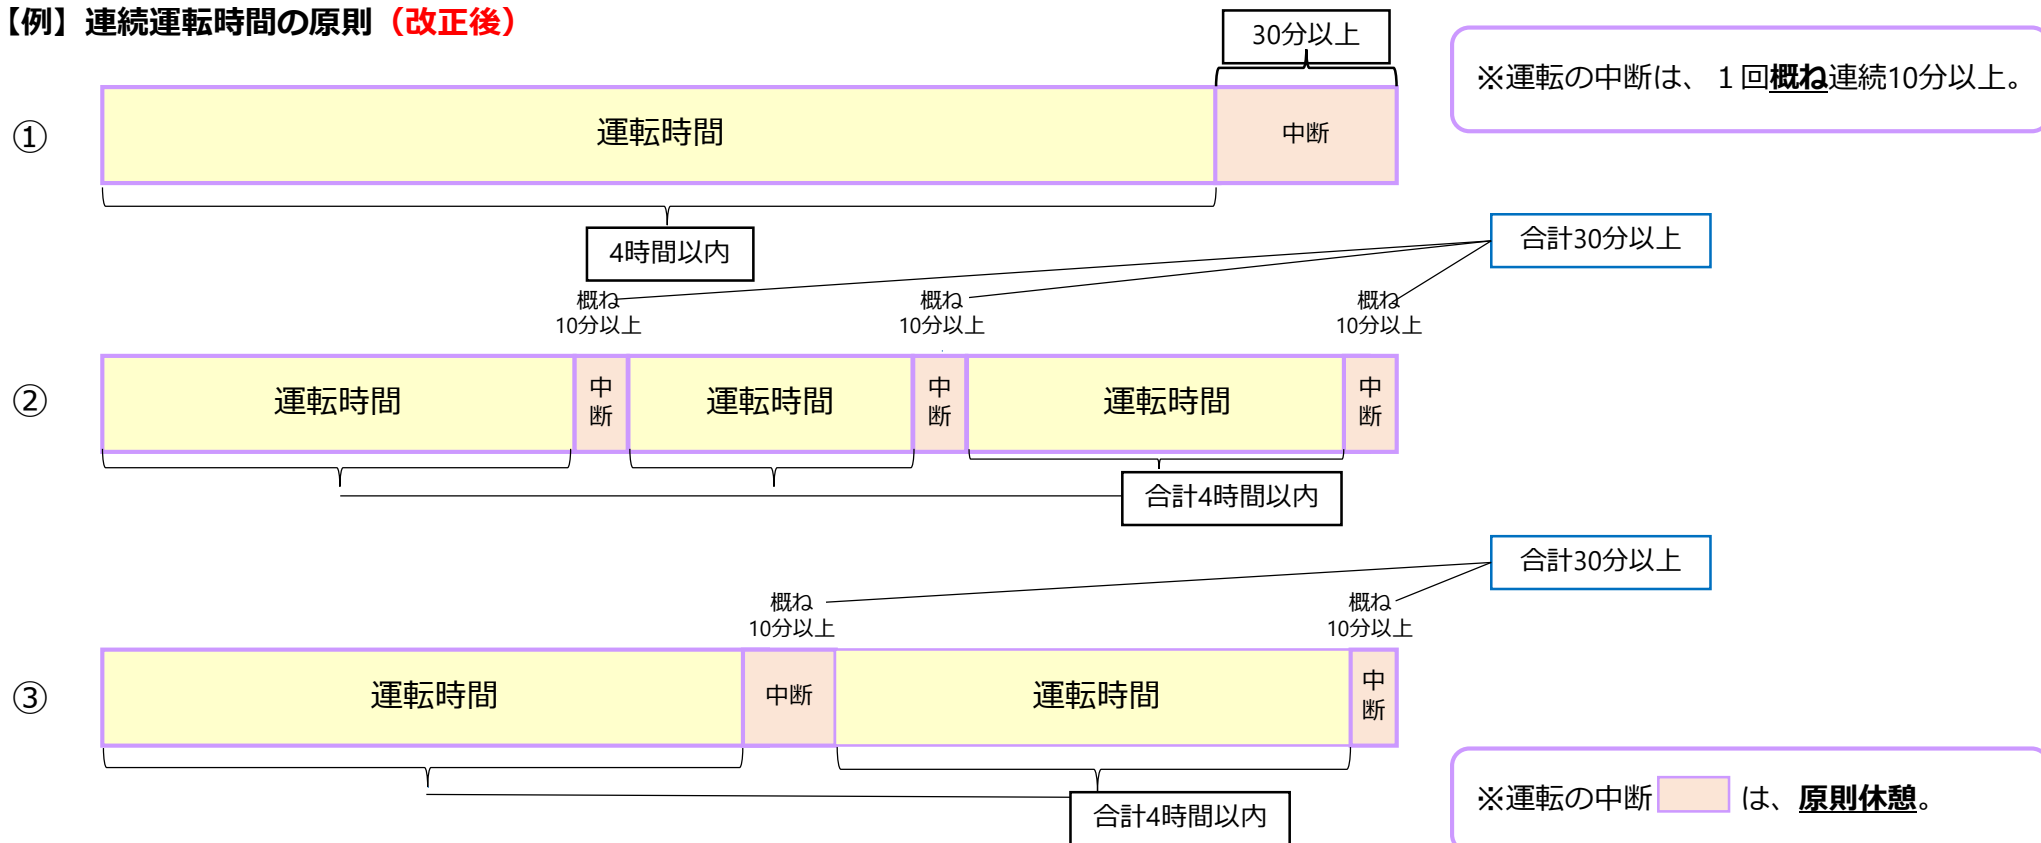 【例】連続運転時間の原則（改正後）
30分以上
※運転の中断は、１回概ね連続10分以上。
①
運転時間
中断
4時間以内
合計30分以上
概ね
10分以上
概ね
10分以上
概ね
10分以上
②
運転時間
中
断
運転時間
中
断
運転時間
中
断
合計4時間以内
合計30分以上
概ね
10分以上
概ね
10分以上
③
運転時間
中断
運転時間
中
断
合計4時間以内
※運転の中断 は、原則休憩。